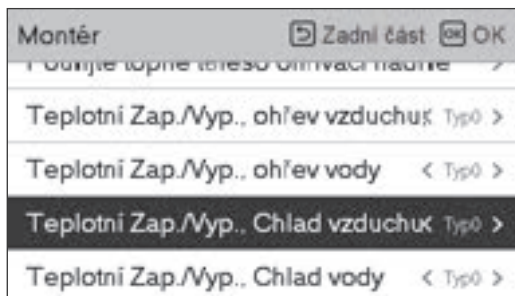 Montér Zadní část OK OK
Teplotní Zap./Vyp., ohřev vzduchu Typ0 >
Teplotní Zap./Vyp., ohřev vody < Typ0 >
Teplotní Zap./Vyp., Chlad vzduchu Typ0 >
Teplotní Zap./Vyp., Chlad vody < Typ0 >